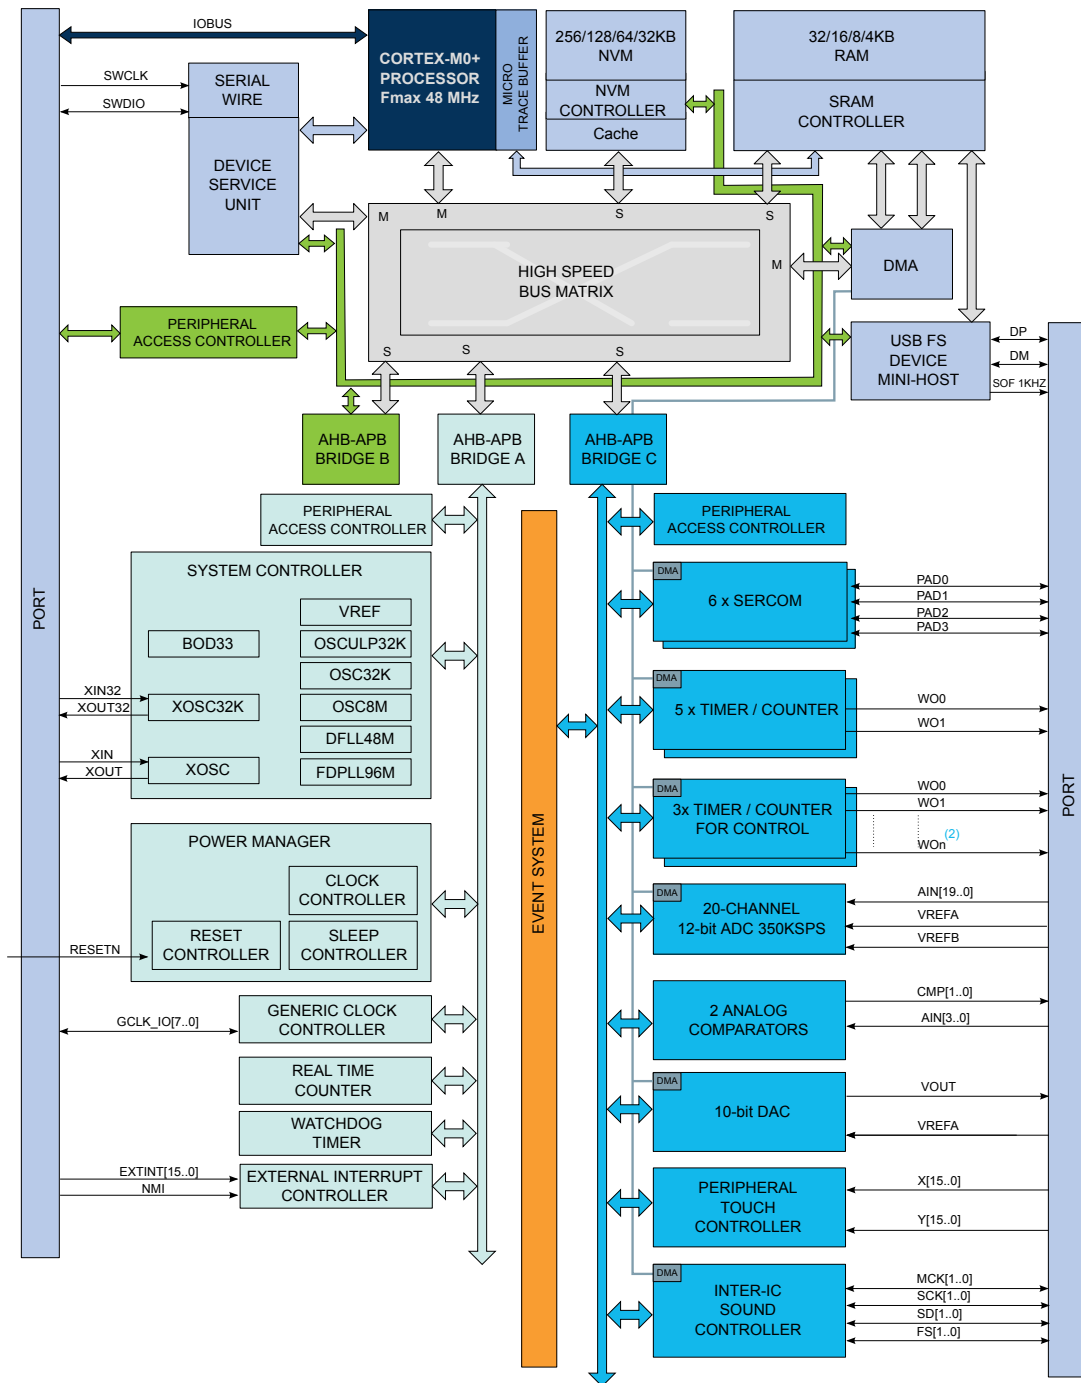 IOBUS
PORT
SWCLK
SWDIO
SERIAL
WIRE
DEVICE
SERVICE
UNIT
CORTEX-M0+
PROCESSOR
Fmax 48 MHz
MICRO
TRACE BUFFER
256/128/64/32KB
NVM
NVM
CONTROLLER
Cache
32/16/8/4KB
RAM
SRAM
CONTROLLER
M
M
S
S
M
HIGH SPEED
BUS MATRIX
S
S
S
DMA
PERIPHERAL
ACCESS CONTROLLER
USB FS
DEVICE
MINI-HOST
DP
DM
SOF 1KHZ
PORT
AHB-APB
BRIDGE B
AHB-APB
BRIDGE A
AHB-APB
BRIDGE C
PERIPHERAL
ACCESS CONTROLLER
PERIPHERAL
ACCESS CONTROLLER
EVENT SYSTEM
SYSTEM CONTROLLER
VREF
BOD33
OSCULP32K
OSC32K
XIN32
XOUT32
XOSC32K
OSC8M
DFLL48M
XIN
XOUT
XOSC
FDPLL96M
DMA
6 x SERCOM
PAD0
PAD1
PAD2
PAD3
DMA
5 x TIMER / COUNTER
WO0
WO1
DMA
3x TIMER / COUNTER
FOR CONTROL
WO0
WO1
(2)
WOn
POWER MANAGER
CLOCK
CONTROLLER
RESETN
RESET
CONTROLLER
SLEEP
CONTROLLER
DMA
20-CHANNEL
12-bit ADC 350KSPS
AIN[19..0]
VREFA
VREFB
GCLK_IO[7..0]
GENERIC CLOCK
CONTROLLER
2 ANALOG
COMPARATORS
CMP[1..0]
AIN[3..0]
REAL TIME
COUNTER
WATCHDOG
TIMER
DMA
10-bit DAC
VOUT
VREFA
EXTINT[15..0]
NMI
EXTERNAL INTERRUPT
CONTROLLER
PERIPHERAL
TOUCH
CONTROLLER
X[15..0]
Y[15..0]
DMA
INTER-IC
SOUND
CONTROLLER
MCK[1..0]
SCK[1..0]
SD[1..0]
FS[1..0]